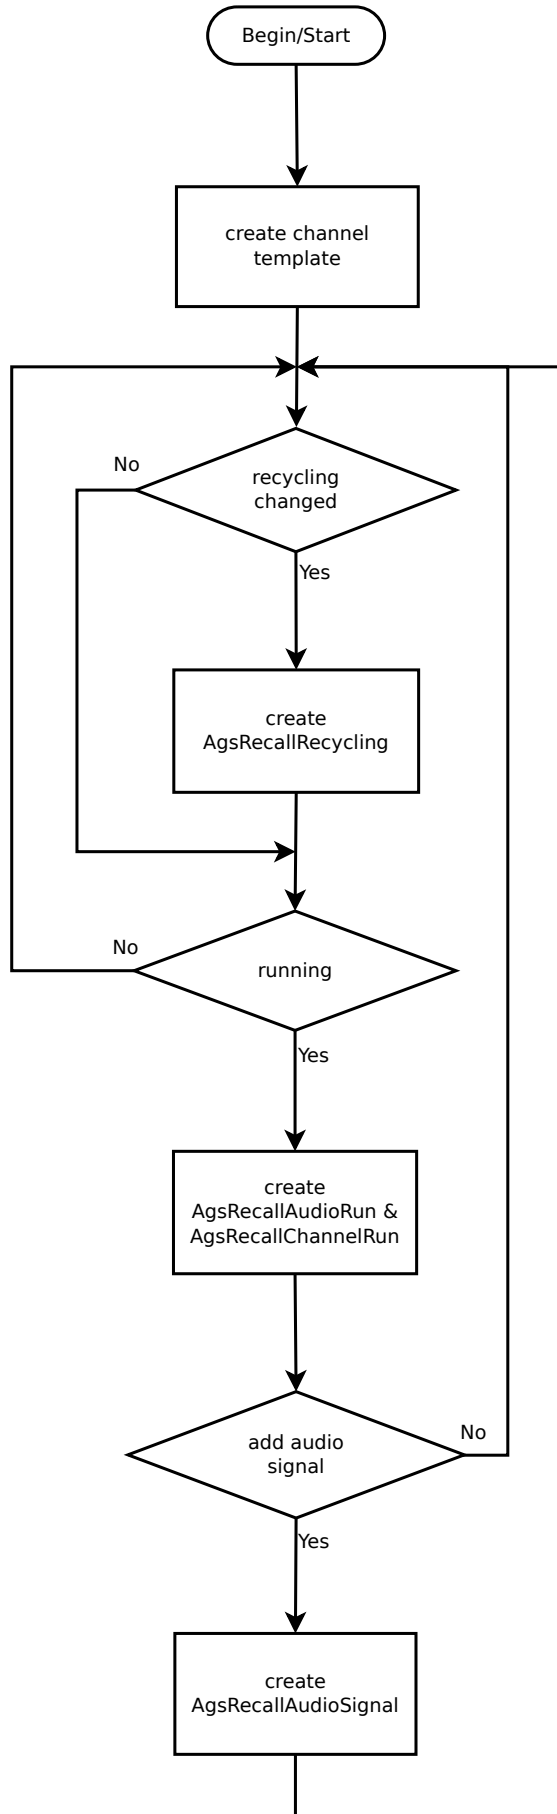 Begin/Start
create channel
template
No
recycling
changed
Yes
create
AgsRecallRecycling
No
running
Yes
create
AgsRecallAudioRun &
AgsRecallChannelRun
add audio
signal
No
Yes
create
AgsRecallAudioSignal